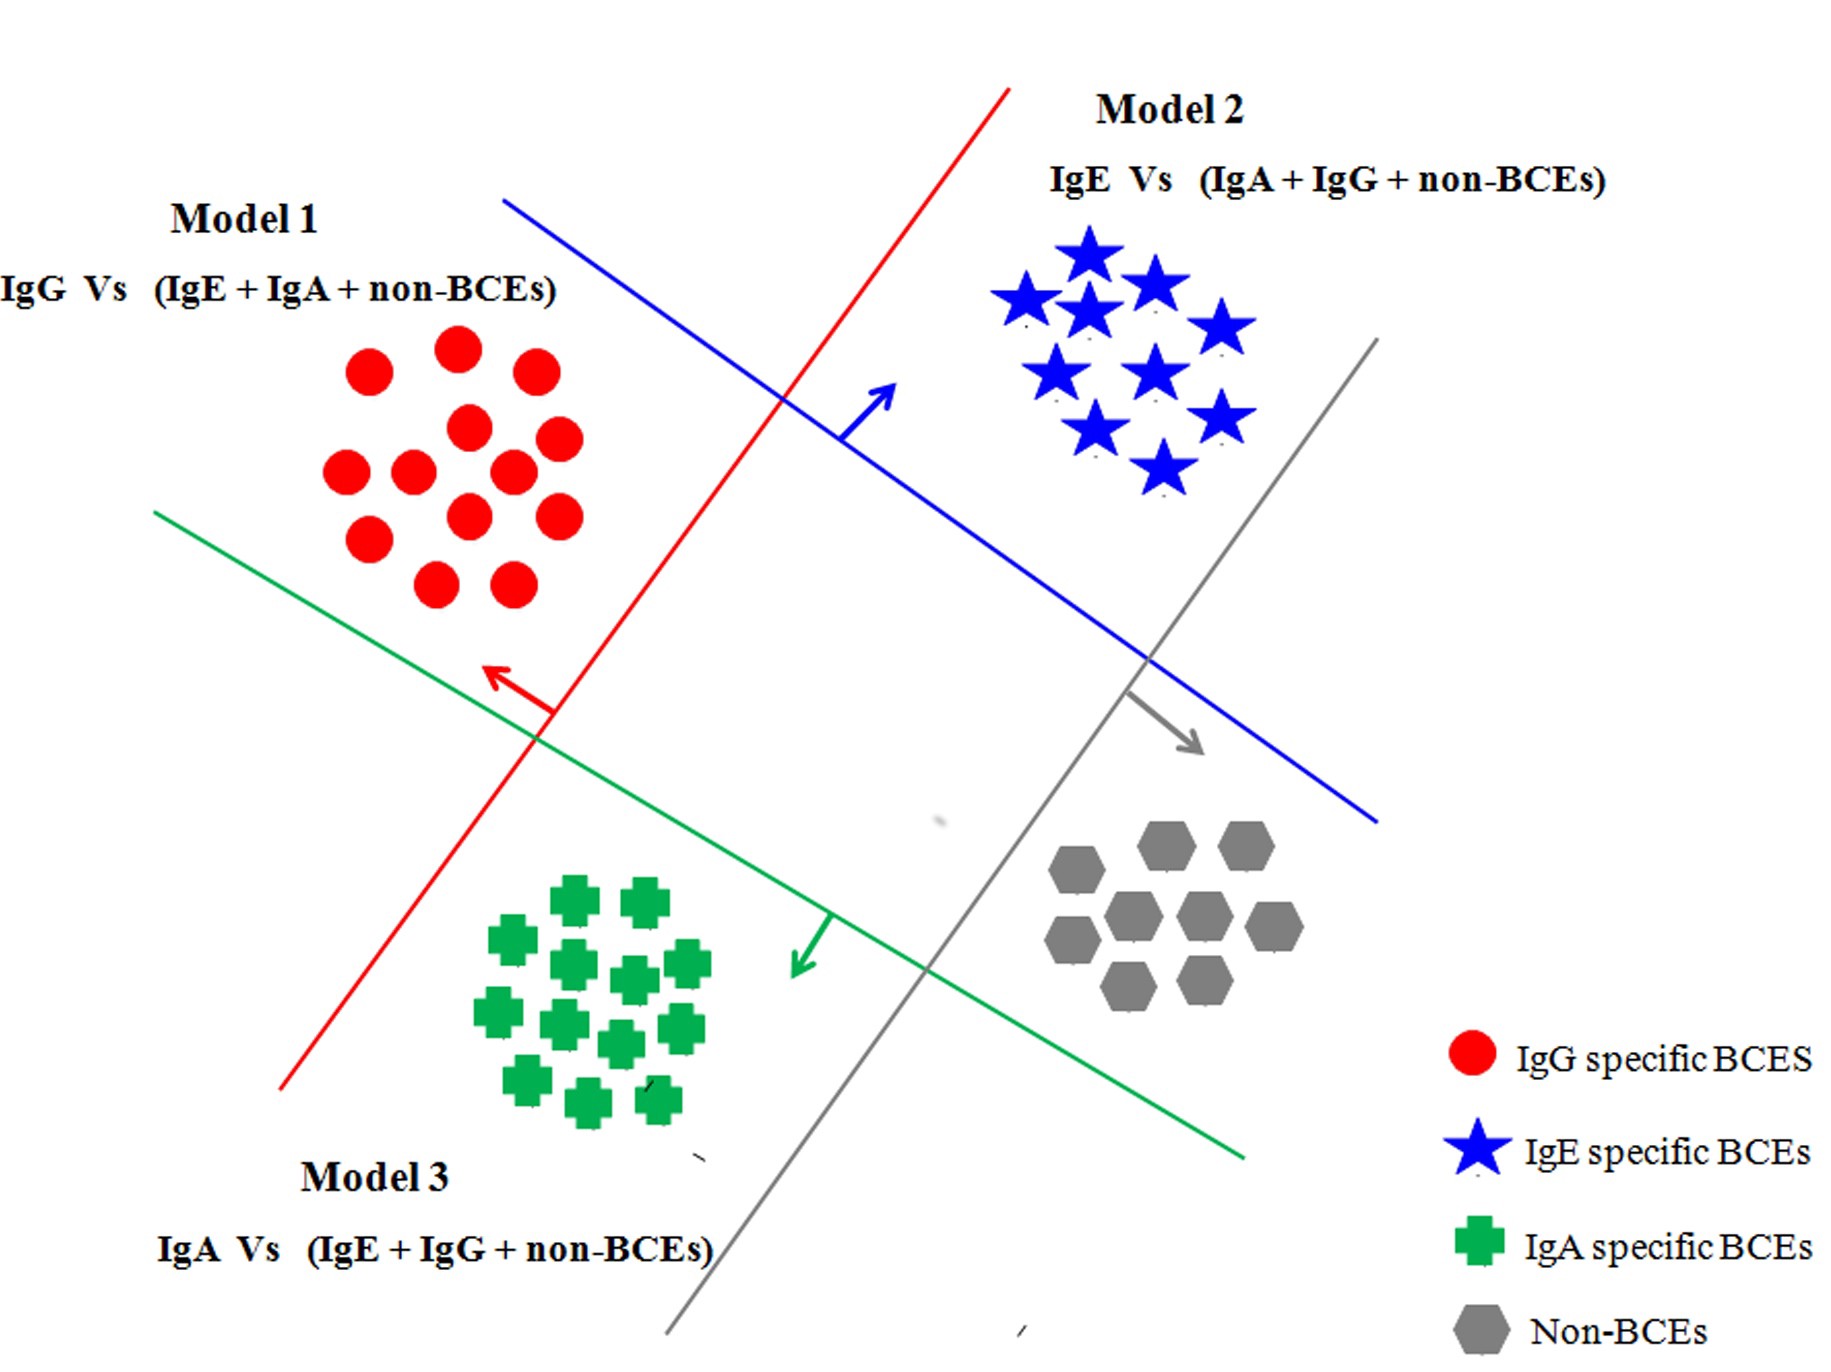 Model 2
IgE Vs (IgA + IgG + non-BCEs)
Model 1
IgG Vs (IgE + IgA + non-BCEs)
Model 3
IgA Vs (IgE + IgG + non-BCEs)
IgG specific BCES
IgE specific BCEs
IgA specific BCEs
Non-BCEs